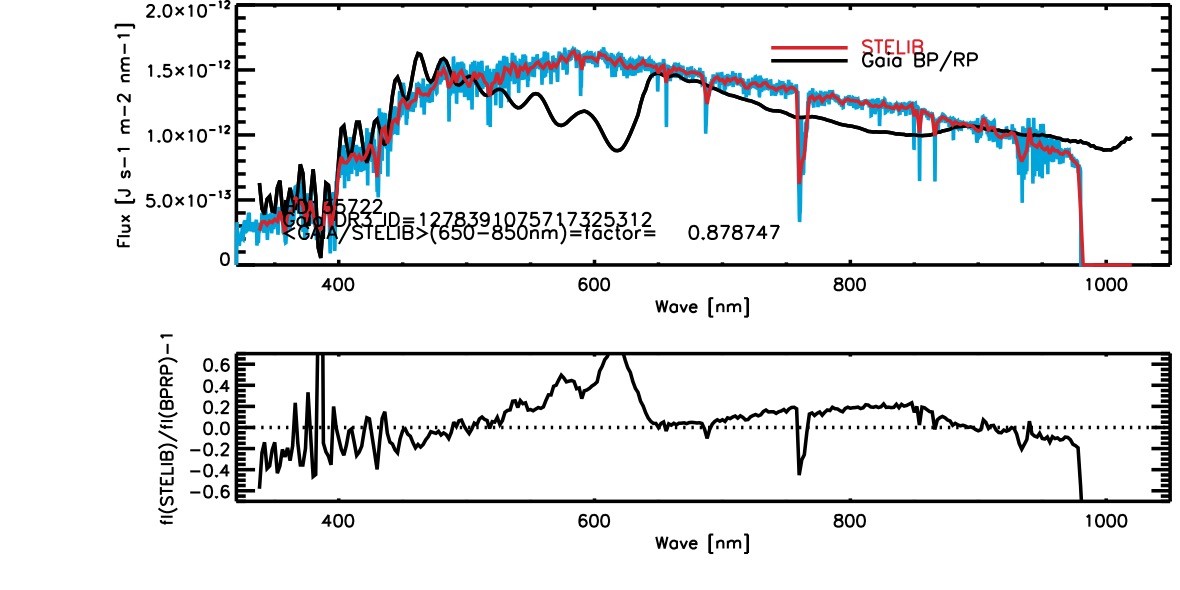 2.0×10−12
1.5×10−12
1.0×10−12
5.0×10−13
0
Flux [J s−1 m−2 nm−1]
STELIB
Gaia BP/RP
Gaia DR3 ID=1278391075717325312
<GAIA/STELIB>(650−850nm)=factor= 0.878747
400 600 800 1000
Wave [nm]
fl(STELIB)/fl(BPRP)−1
0.6
0.4
0.2
0.0
−0.2
−0.4
−0.6
400 600 800 1000
Wave [nm]